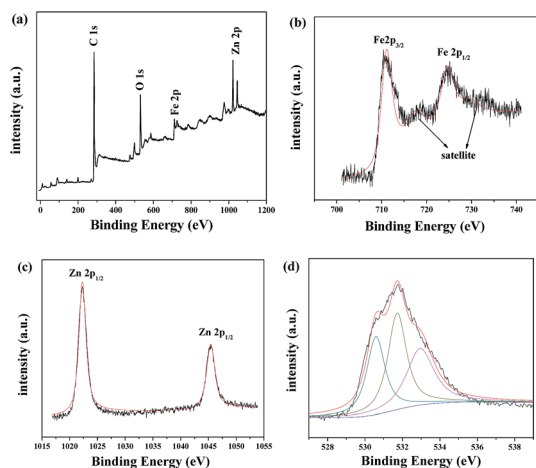 (a)
C 1s
O 1s
Fe 2p
Zn 2p
intensity (a.u.)
0 200 400 600 800 1000 1200
Binding Energy (eV)
(b)
Fe2p3/2
Fe 2p1/2
satellite
intensity (a.u.)
700 710 720 730 740
Binding Energy (eV)
(c)
Zn 2p1/2
Zn 2p1/2
intensity (a.u.)
1015 1020 1025 1030 1035 1040 1045 1050 1055
Binding Energy (eV)
(d)
intensity (a.u.)
528 530 532 534 536 538
Binding Energy (eV)